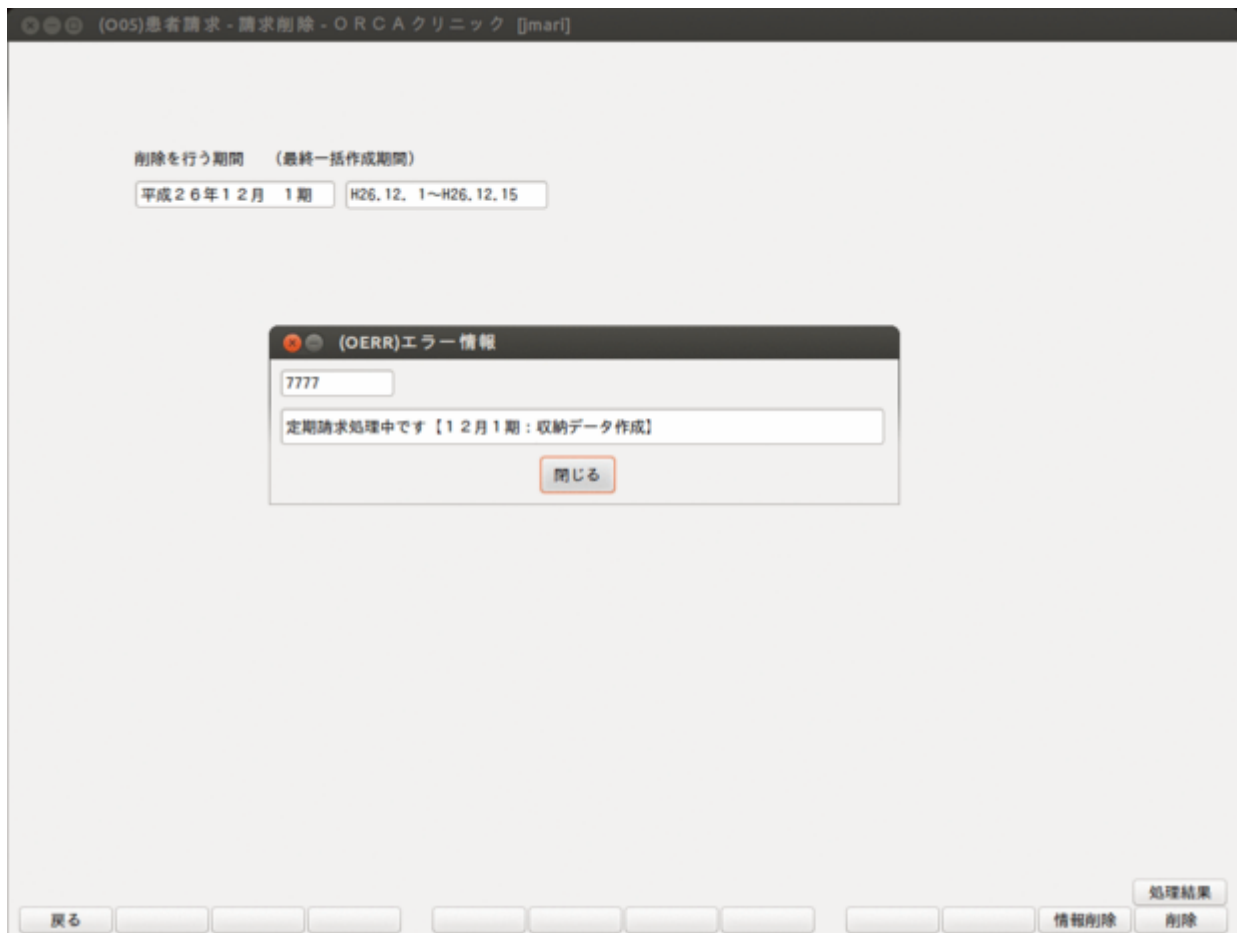 (O05)患者請求-請求削除-ＯＲＣＡクリニック [jmari]
削除を行う期間 （最終一括作成期間）
平成２６年１２月　１期 H26.12. 1～H26.12.15
(OERR)エラー情報
7777
定期請求処理中です【１２月１期：収納データ作成】
閉じる
処理結果
戻る 情報削除 削除